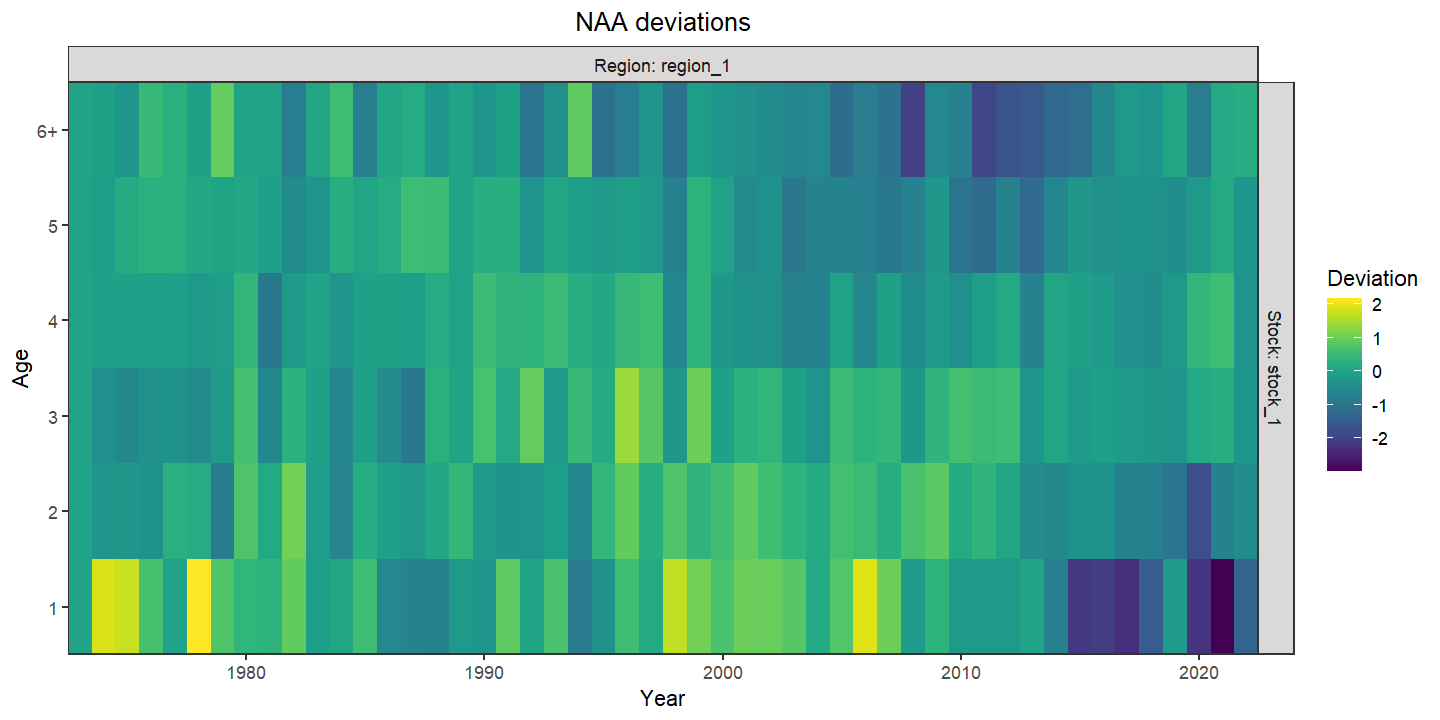 NAA deviations
Region: region_1
Stock: stock_1
Age
6+
5
4
3
2
1
1980
1990
2000
2010
2020
Year
Deviation
2
1
0
-1
-2